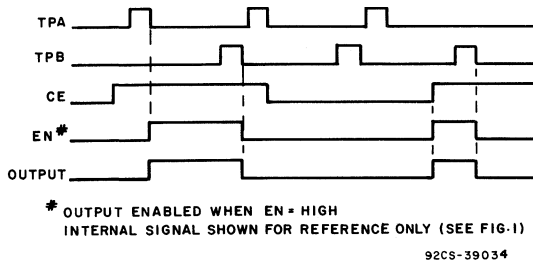 TPA
TPB
CE
EN#
OUTPUT
# OUTPUT ENABLED WHEN EN = HIGH
INTERNAL SIGNAL SHOWN FOR REFERENCE ONLY (SEE FIG.1)
92CS-39034